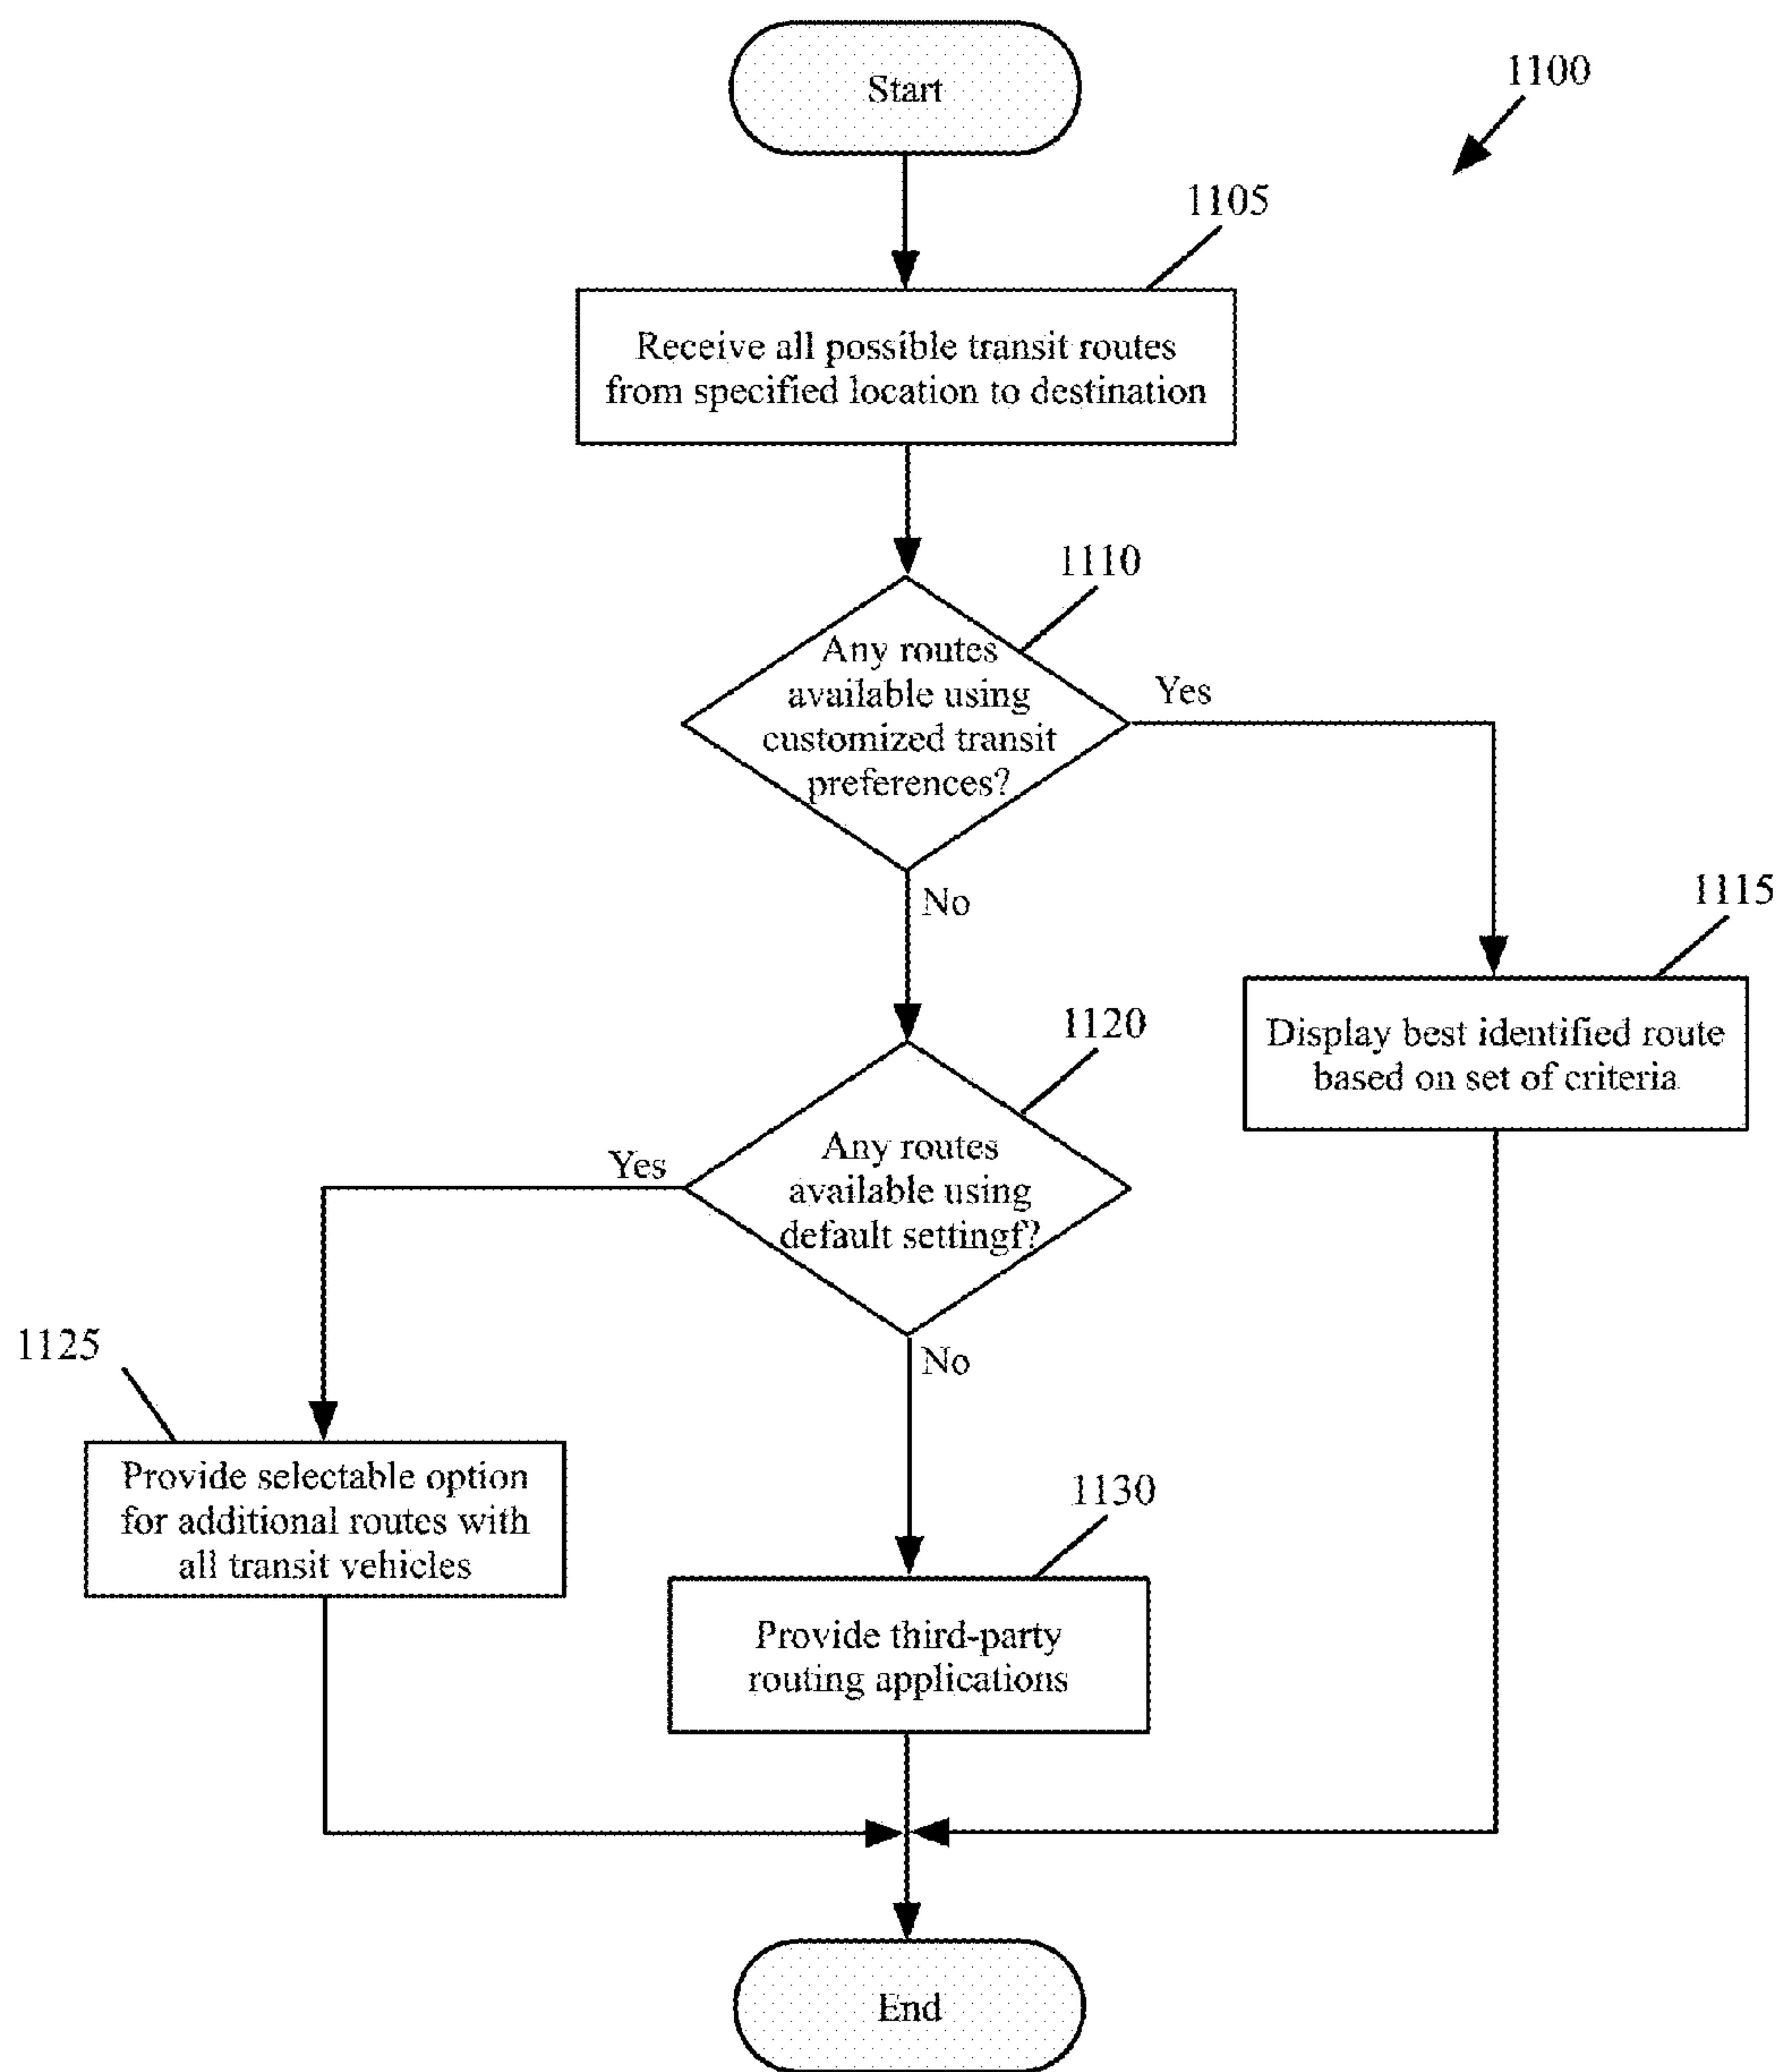 Start
1100
1105
Receive all possible transit routes
from specified location to destination
1110
Any routes
available using
customized transit
preferences?
Yes
No
1115
Display best identified route
based on set of criteria
1120
Any routes
available using
default settingf?
Yes
No
1125
Provide selectable option
for additional routes with
all transit vehicles
1130
Provide third-party
routing applications
End